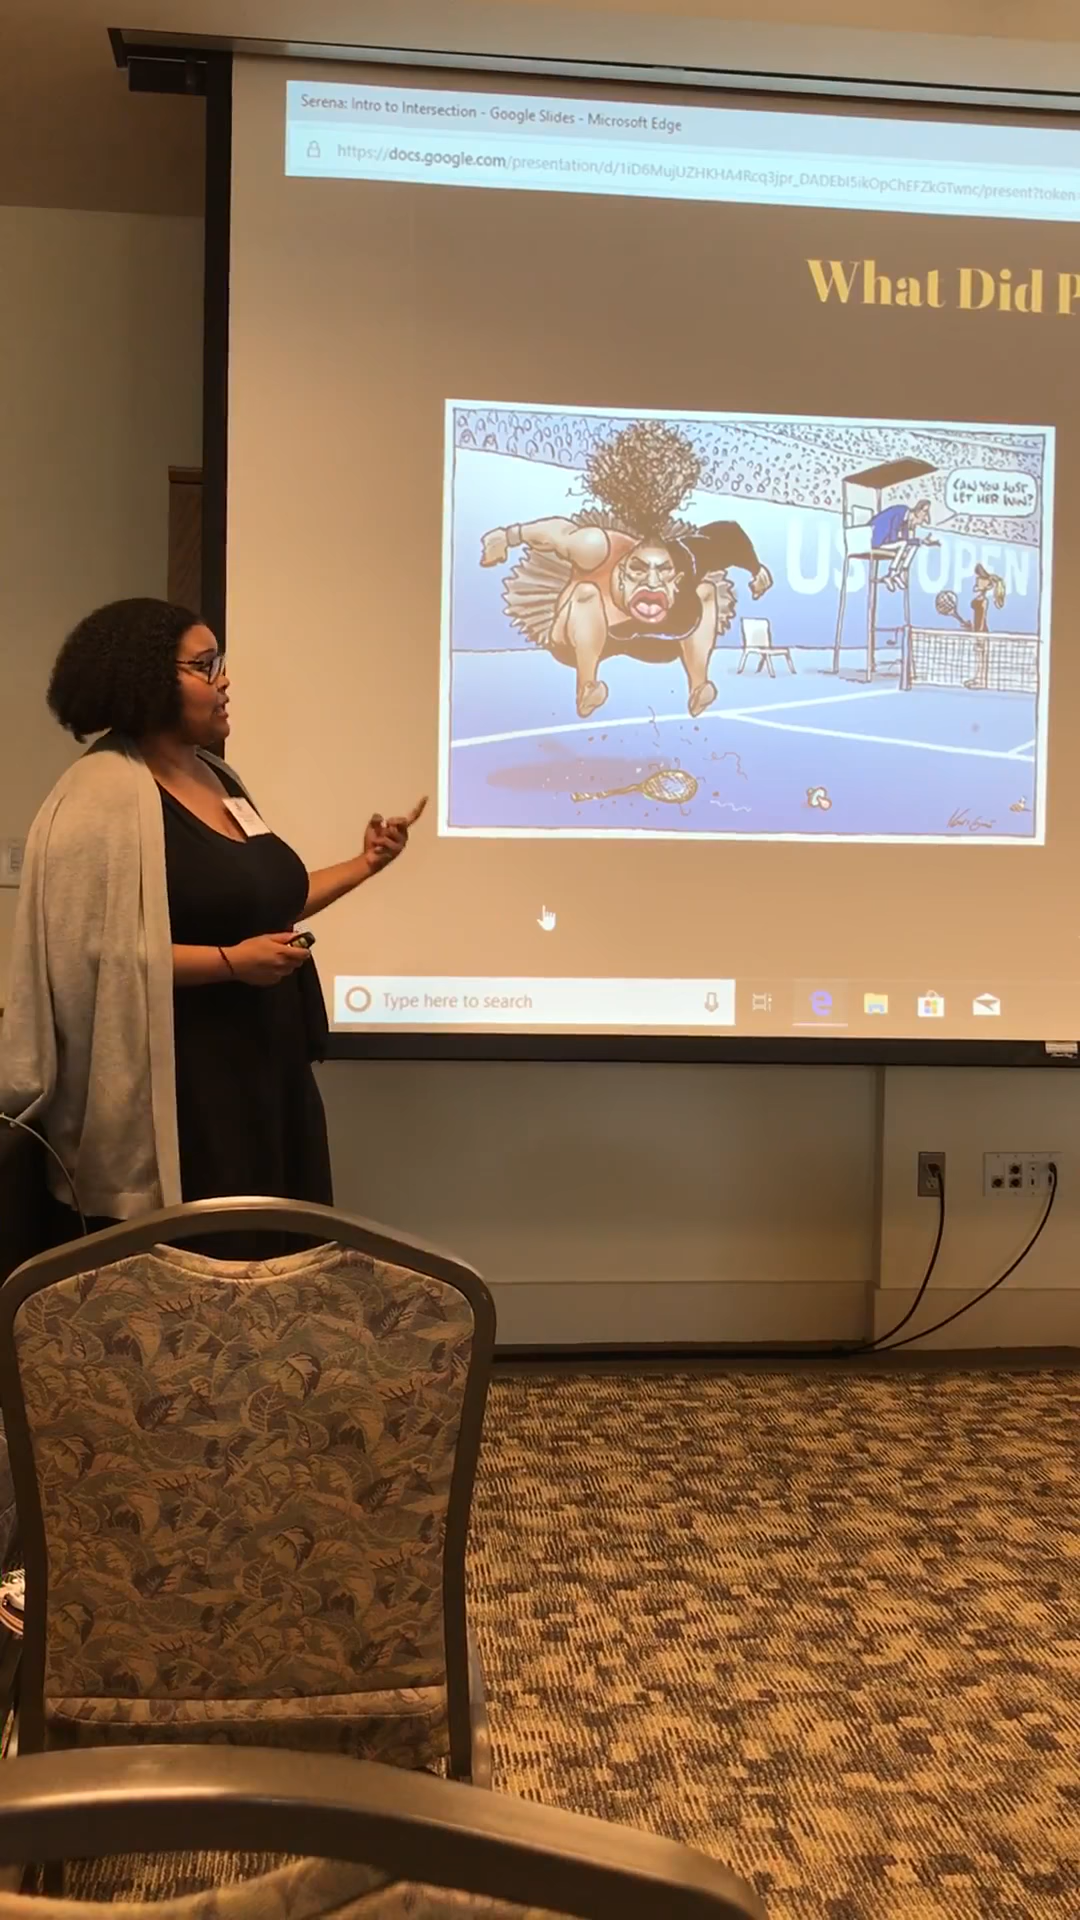 Serena: Intro to Intersection - Google Slides - Microsoft Edge
https://docs.google.com/presentation/d/1iD6MujUZHKHA4Rcq3jpr_DADEbI5ikOpChEFZkGTwnc/present?token
What Did P
CAN YOU JUST
LET HER WIN?
US OPEN
Type here to search